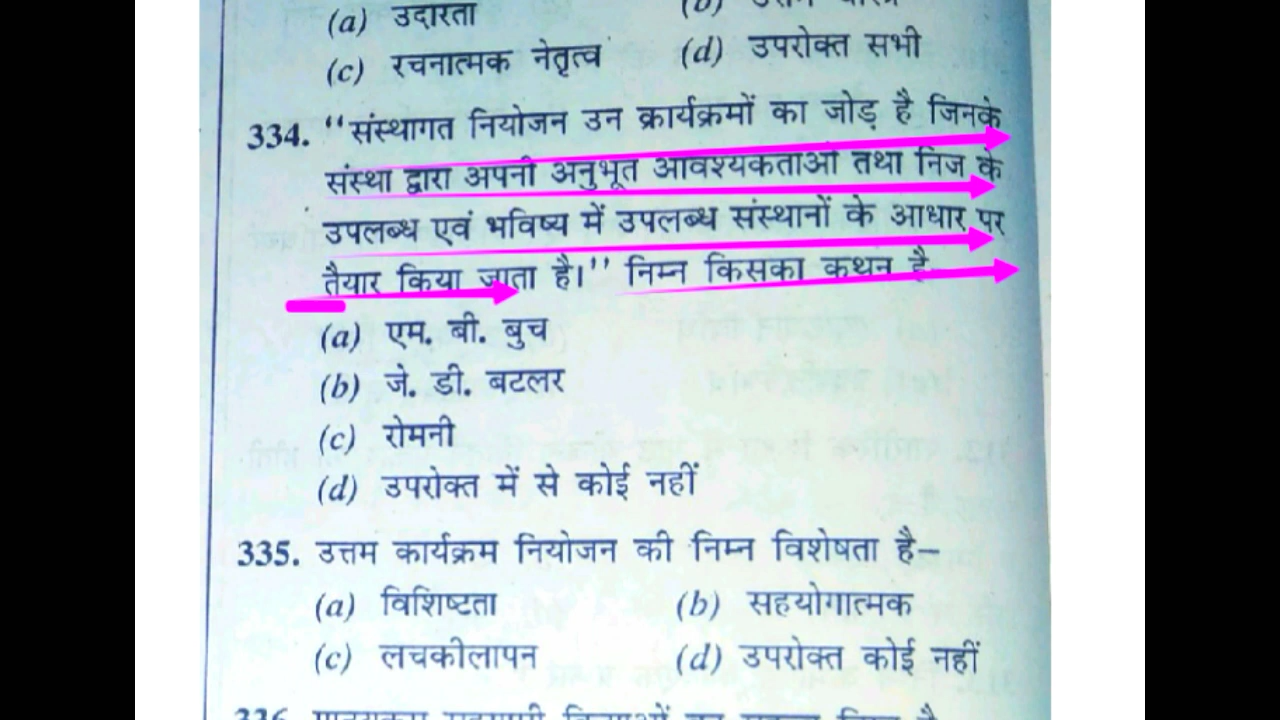 (a) उदारता
(c) रचनात्मक नेतृत्व (d) उपरोक्त सभी
334. "संस्थागत नियोजन उन क्रार्यक्रमों का जोड़ है जिनके
संस्था द्वारा अपनी अनुभूत आवश्यकताओं तथा निज के
उपलब्ध एवं भविष्य में उपलब्ध संस्थानों के आधार पर
तैयार किया जाता है।" निम्न किसका कथन है–
(a) एम. बी. बुच
(b) जे. डी. बटलर
(c) रोमनी
(d) उपरोक्त में से कोई नहीं
335. उत्तम कार्यक्रम नियोजन की निम्न विशेषता है–
(a) विशिष्टता (b) सहयोगात्मक
(c) लचकीलापन (d) उपरोक्त कोई नहीं